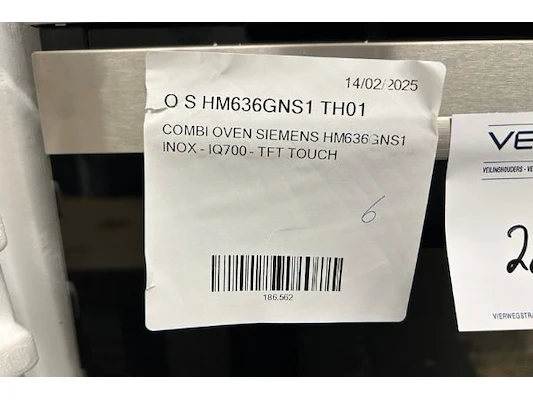 14/02/2025
O S HM636GNS1 TH01
COMBI OVEN SIEMENS HM636GNS1
INOX - IQ700 - TFT TOUCH
6
186.562
VE
VEILINGHOUDERS - VE
VIERWEGSTRA